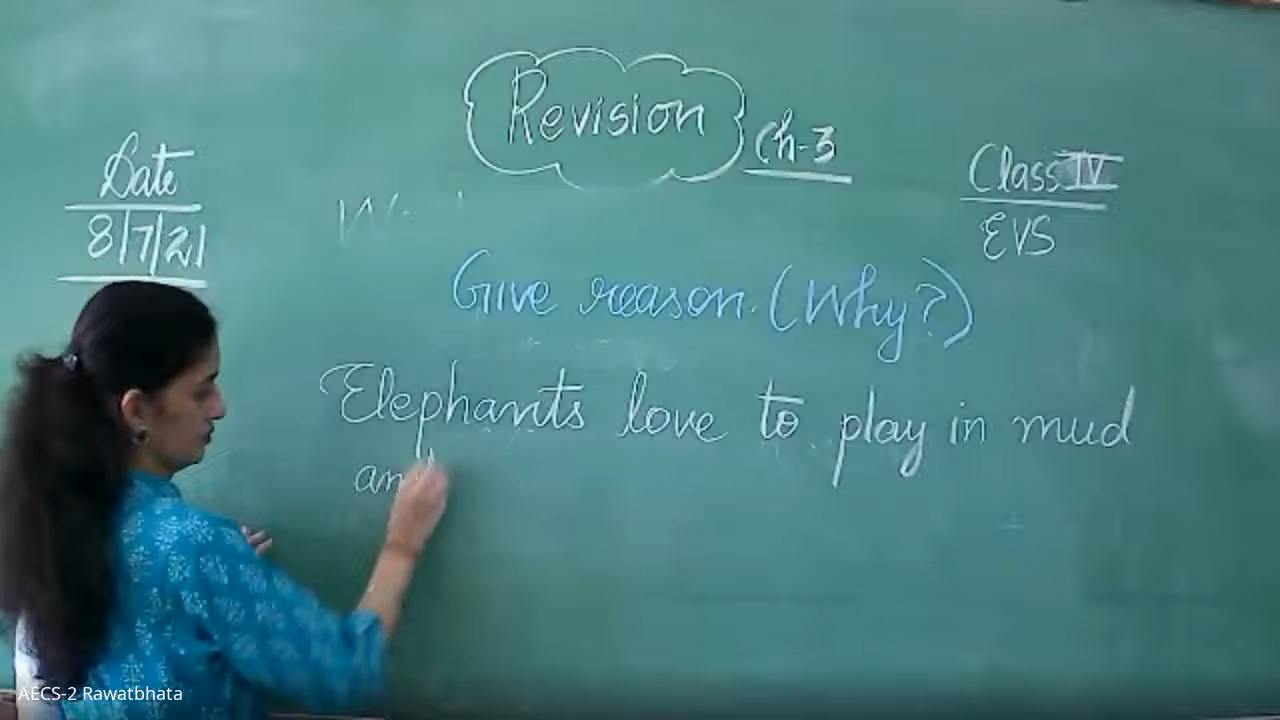 Revision
Ch-3
Date
8/7/21
Class IV
EVS
Give reason. (Why?)
Elephants love to play in mud
and
AECS-2 Rawatbhata